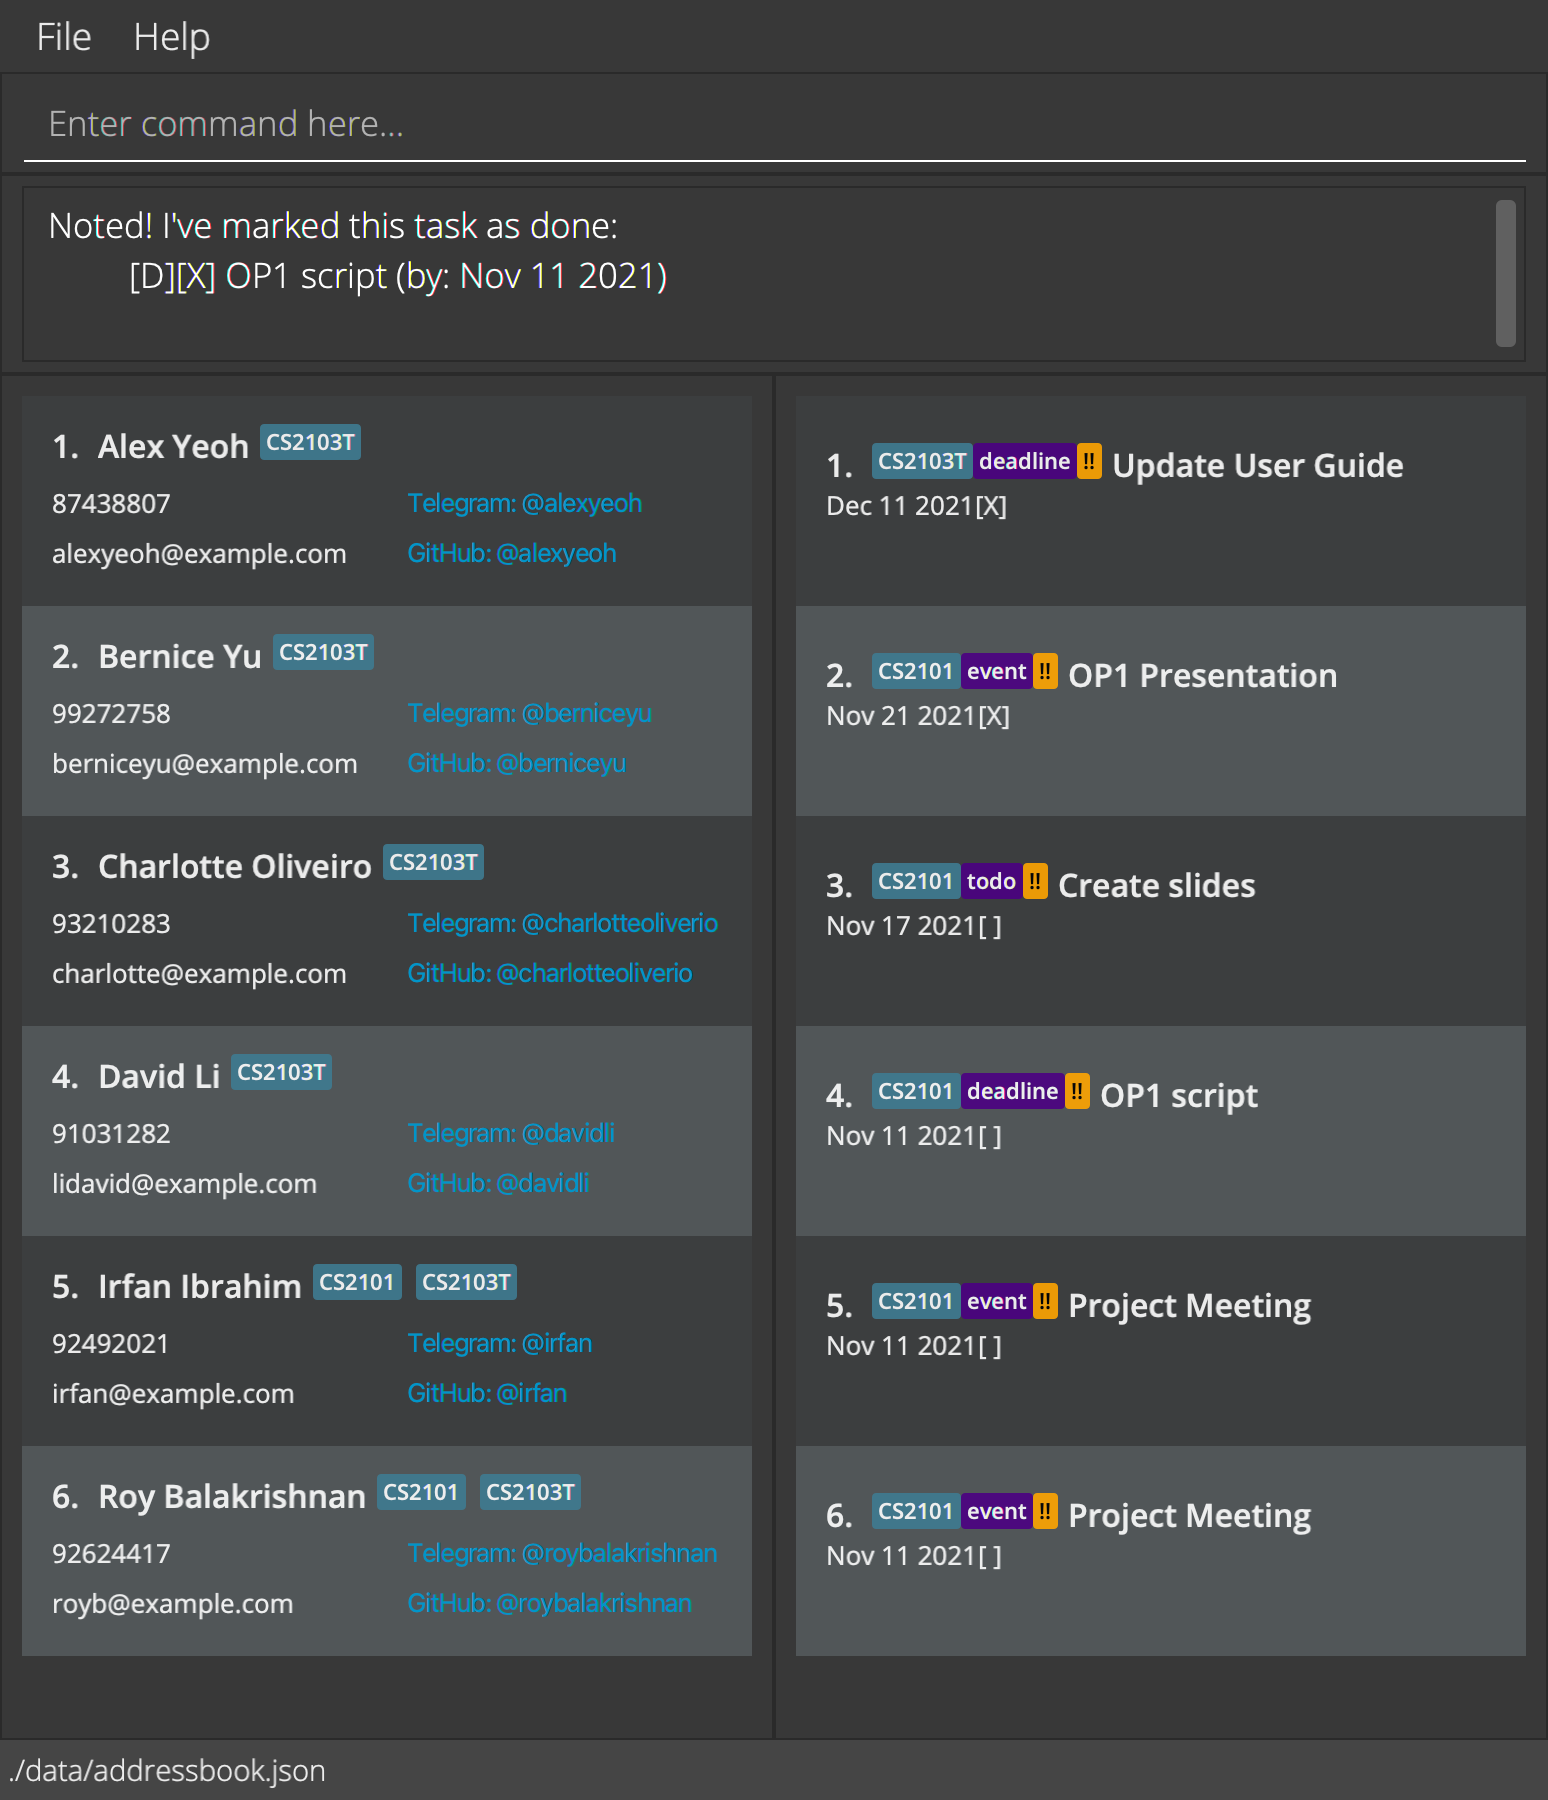 File Help
Enter command here...
Noted! I've marked this task as done:
[D][X] OP1 script (by: Nov 11 2021)
1. Alex Yeoh CS2103T
87438807 Telegram: @alexyeoh
alexyeoh@example.com GitHub: @alexyeoh
2. Bernice Yu CS2103T
99272758 Telegram: @berniceyu
berniceyu@example.com GitHub: @berniceyu
3. Charlotte Oliveiro CS2103T
93210283 Telegram: @charlotteoliverio
charlotte@example.com GitHub: @charlotteoliverio
4. David Li CS2103T
91031282 Telegram: @davidli
lidavid@example.com GitHub: @davidli
5. Irfan Ibrahim CS2101 CS2103T
92492021 Telegram: @irfan
irfan@example.com GitHub: @irfan
6. Roy Balakrishnan CS2101 CS2103T
92624417 Telegram: @roybalakrishnan
royb@example.com GitHub: @roybalakrishnan
1. CS2103T deadline !! Update User Guide
Dec 11 2021[X]
2. CS2101 event !! OP1 Presentation
Nov 21 2021[X]
3. CS2101 todo !! Create slides
Nov 17 2021[ ]
4. CS2101 deadline !! OP1 script
Nov 11 2021[ ]
5. CS2101 event !! Project Meeting
Nov 11 2021[ ]
6. CS2101 event !! Project Meeting
Nov 11 2021[ ]
./data/addressbook.json